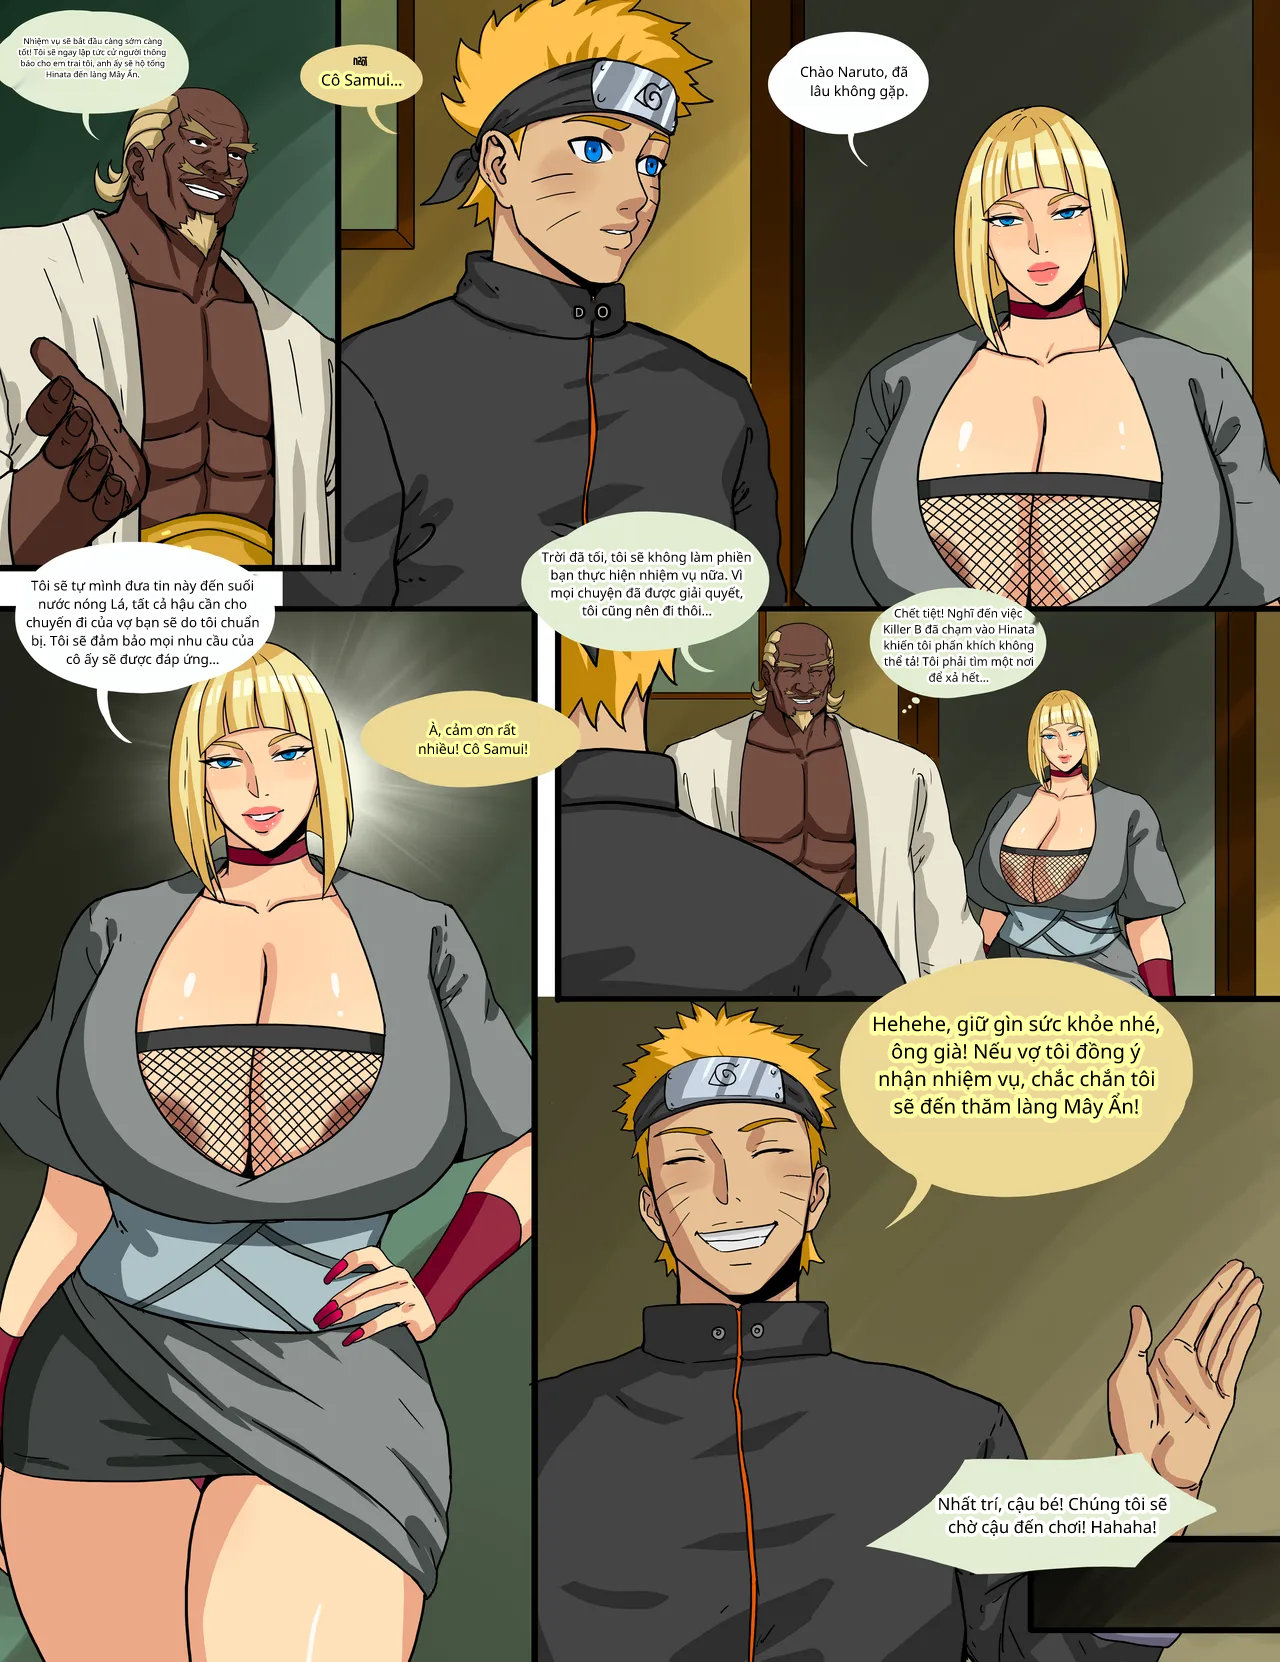 Nhiệm vụ sẽ bắt đầu càng sớm càng
tốt! Tôi sẽ ngay lập tức cử người thông
báo cho em trai tôi, anh ấy sẽ hộ tống
Hinata đến làng Mây Ẩn.
Cô Samui...
Chào Naruto, đã
lâu không gặp.
Tôi sẽ tự mình đưa tin này đến suối
nước nóng Lá, tất cả hậu cần cho
chuyến đi của vợ bạn sẽ do tôi chuẩn
bị. Tôi sẽ đảm bảo mọi nhu cầu của
cô ấy sẽ được đáp ứng...
À, cảm ơn rất
nhiều! Cô Samui!
Trời đã tối, tôi sẽ không làm phiền
bạn thực hiện nhiệm vụ nữa. Vì
mọi chuyện đã được giải quyết,
tôi cũng nên đi thôi...
Chết tiệt! Nghĩ đến việc
Killer B đã chạm vào Hinata
khiến tôi phấn khích không
thể tả! Tôi phải tìm một nơi
để xả hết...
Hehehe, giữ gìn sức khỏe nhé,
ông già! Nếu vợ tôi đồng ý
nhận nhiệm vụ, chắc chắn tôi
sẽ đến thăm làng Mây Ẩn!
Nhất trí, cậu bé! Chúng tôi sẽ
chờ cậu đến chơi! Hahaha!